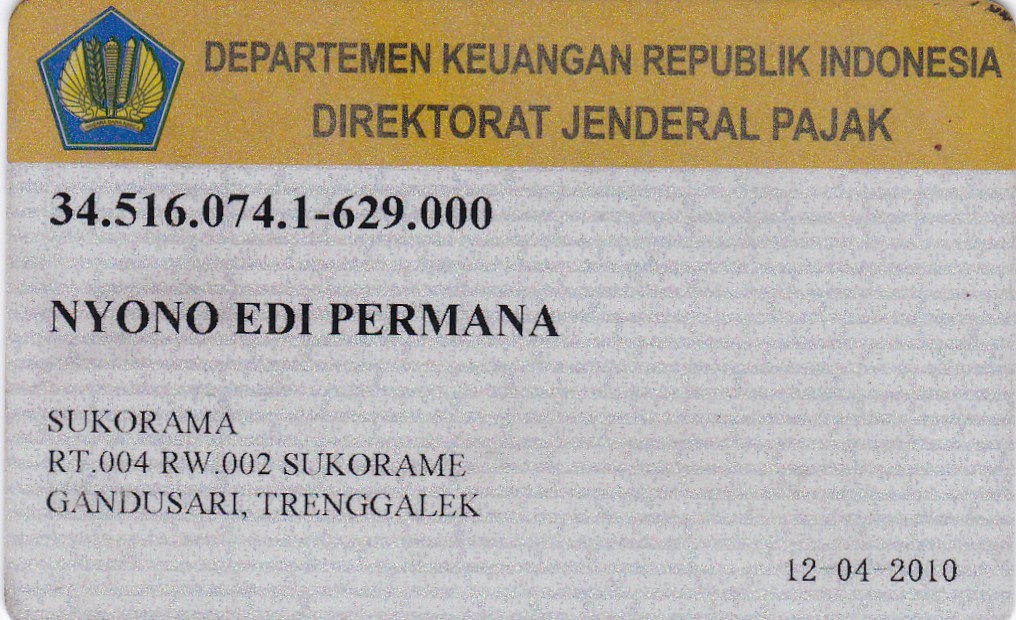 DEPARTEMEN KEUANGAN REPUBLIK INDONESIA
DIREKTORAT JENDERAL PAJAK
34.516.074.1-629.000
NYONO EDI PERMANA
SUKORAMA
RT.004 RW.002 SUKORAME
GANDUSARI, TRENGGALEK
12-04-2010